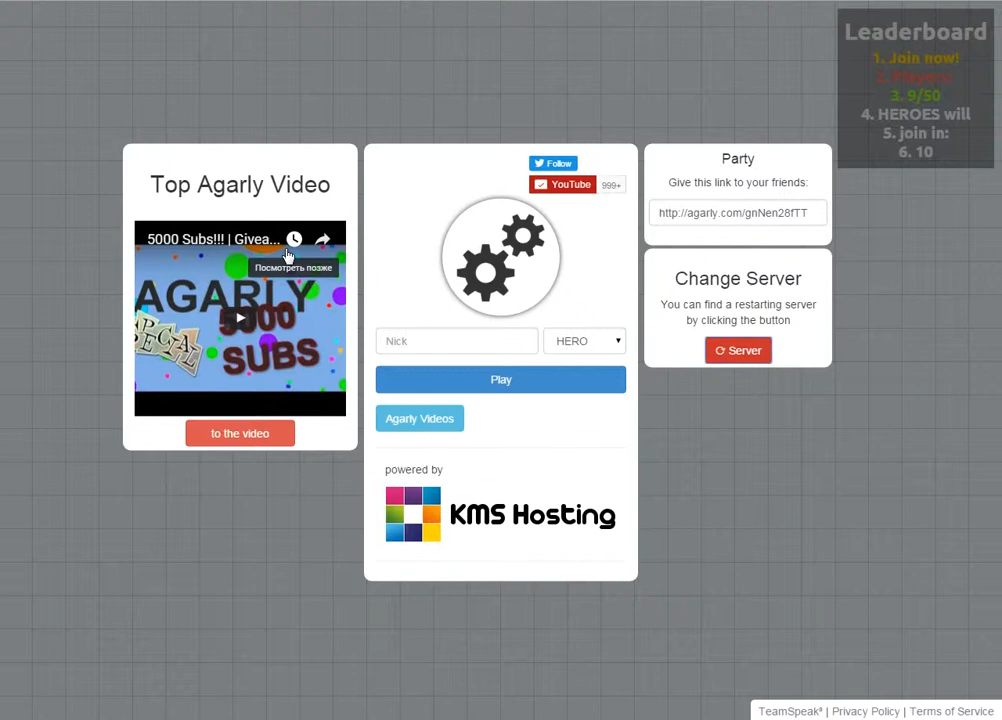 Leaderboard
1. Join now!
2. Players:
3. 9/50
4. HEROES will
5. join in:
6. 10
Top Agarly Video
5000 Subs!!! | Givea...
Посмотреть позже
AGARLY
SPECIAL
5000
SUBS
to the video
Follow
YouTube 999+
Nick
HERO
Play
Agarly Videos
powered by
KMS Hosting
Party
Give this link to your friends:
http://agarly.com/gnNen28fTT
Change Server
You can find a restarting server
by clicking the button
Server
TeamSpeak³ | Privacy Policy | Terms of Service